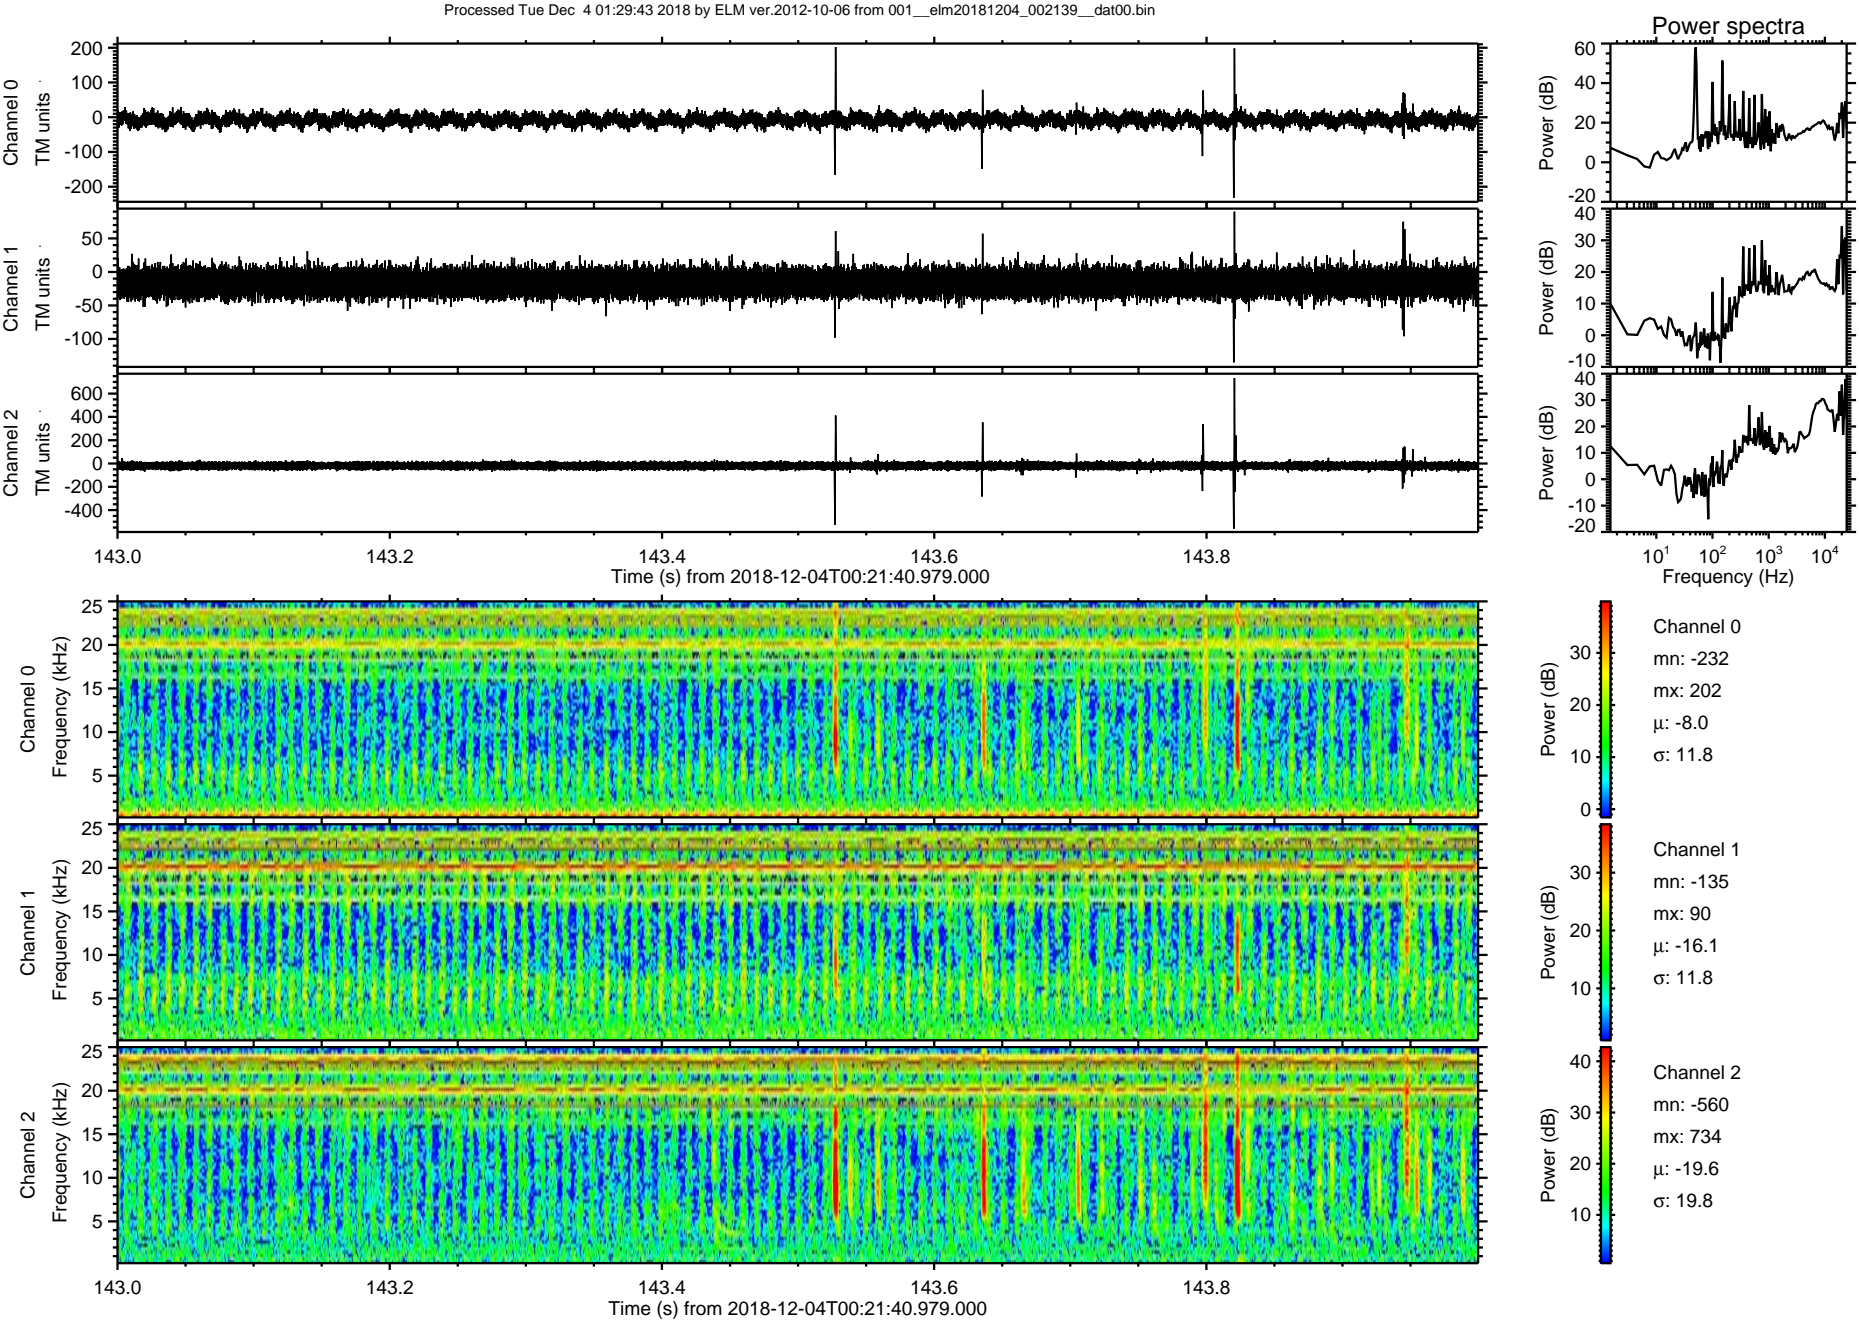 Processed Tue Dec  4 01:29:43 2018 by ELM ver.2012-10-06 from 001__elm20181204_002139__dat00.bin
Power spectra
Channel 0
TM units
200
100
0
-100
-200
Power (dB)
60
40
20
0
-20
Channel 1
TM units
50
0
-50
-100
Power (dB)
40
30
20
10
0
-10
Channel 2
TM units
600
400
200
0
-200
-400
Power (dB)
40
30
20
10
0
-10
-20
143.0 143.2 143.4 143.6 143.8
Time (s) from 2018-12-04T00:21:40.979.000
10^1 10^2 10^3 10^4
Frequency (Hz)
Channel 0
Frequency (kHz)
25
20
15
10
5
Power (dB)
30
20
10
0
Channel 0
mn: -232
mx: 202
μ: -8.0
σ: 11.8
Channel 1
Frequency (kHz)
25
20
15
10
5
Power (dB)
30
20
10
Channel 1
mn: -135
mx: 90
μ: -16.1
σ: 11.8
Channel 2
Frequency (kHz)
25
20
15
10
5
Power (dB)
40
30
20
10
Channel 2
mn: -560
mx: 734
μ: -19.6
σ: 19.8
143.0 143.2 143.4 143.6 143.8
Time (s) from 2018-12-04T00:21:40.979.000